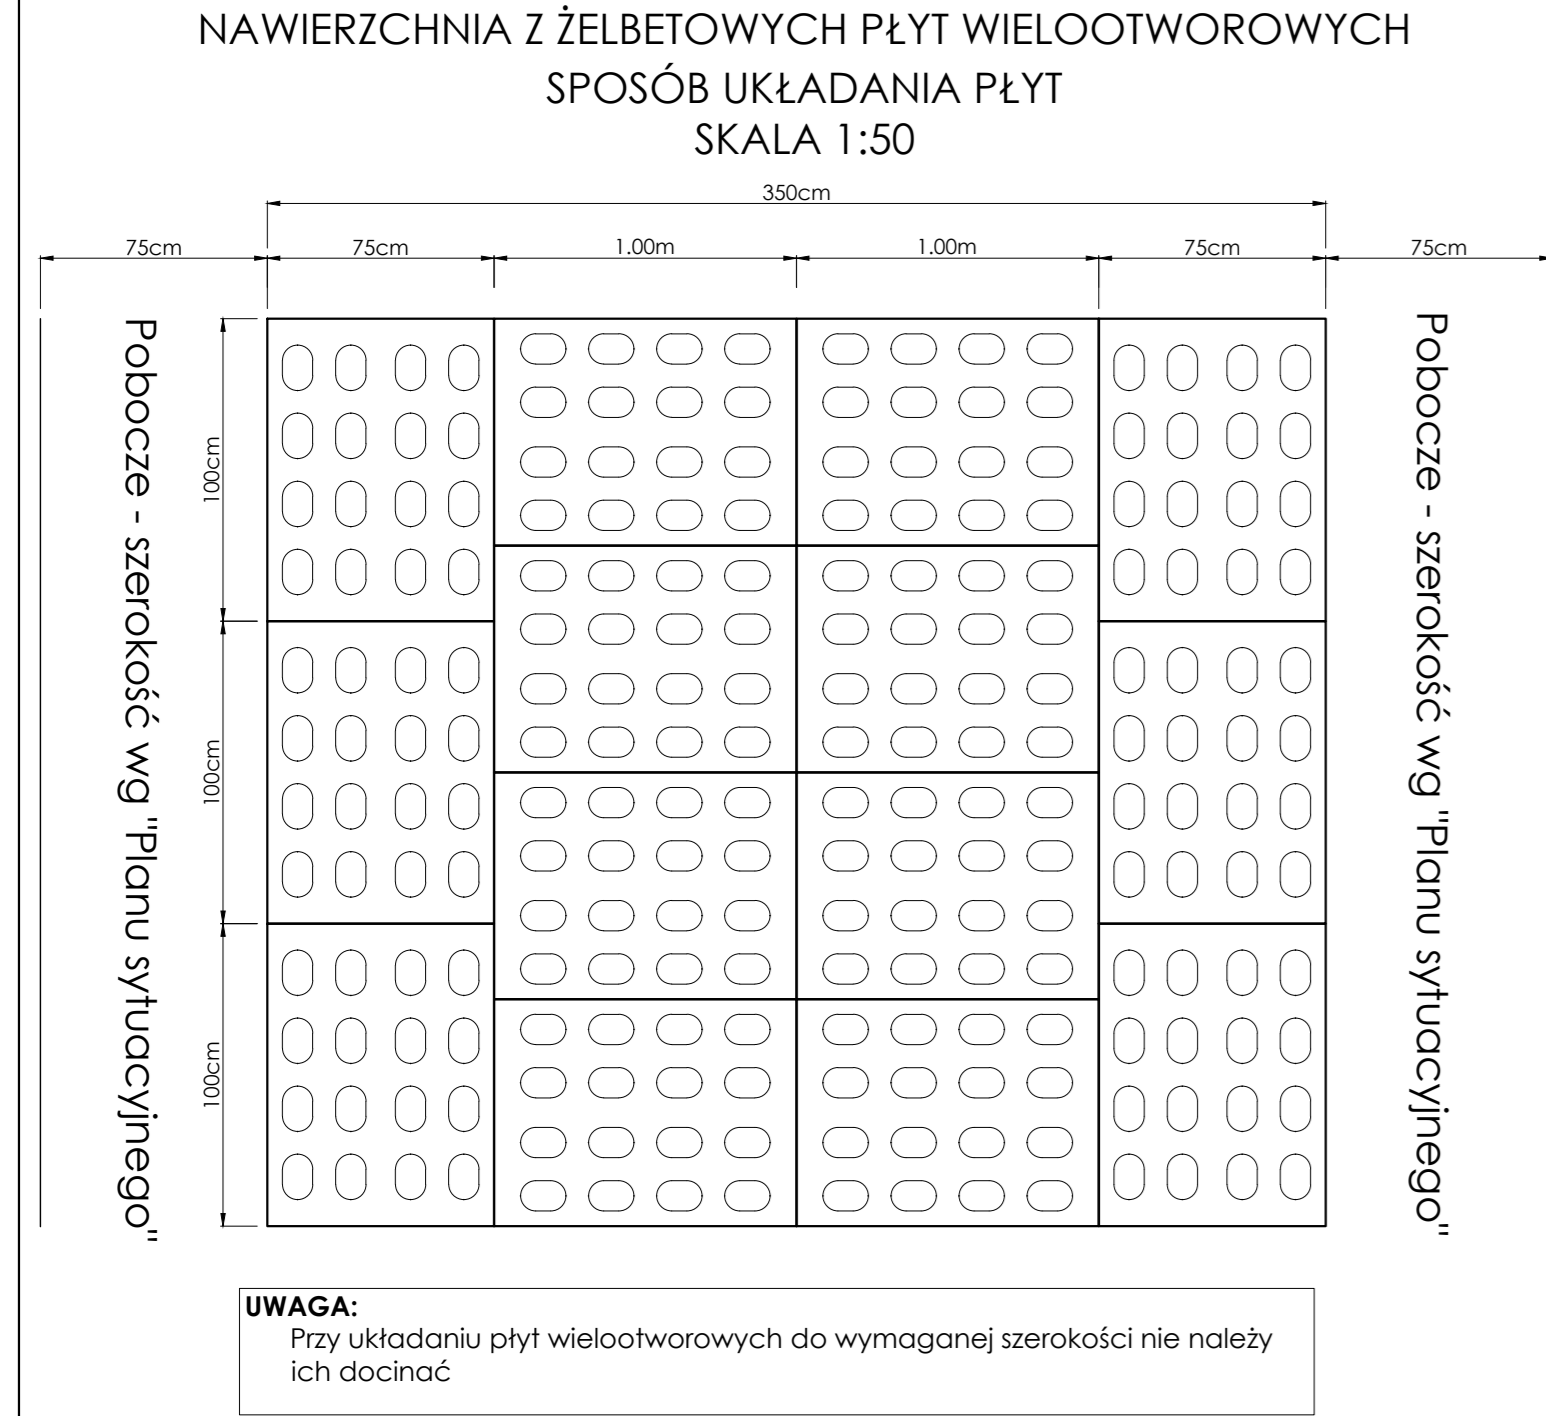 NAWIERZCHNIA Z ŻELBETOWYCH PŁYT WIELOOTWOROWYCH
SPOSÓB UKŁADANIA PŁYT
SKALA 1:50
350cm
75cm
75cm
1.00m
1.00m
75cm
75cm
Pobocze - szerokość wg "Planu sytuacyjnego"
100cm
100cm
100cm
Pobocze - szerokość wg "Planu sytuacyjnego"
UWAGA:
Przy układaniu płyt wielootworowych do wymaganej szerokości nie należy
ich docinać